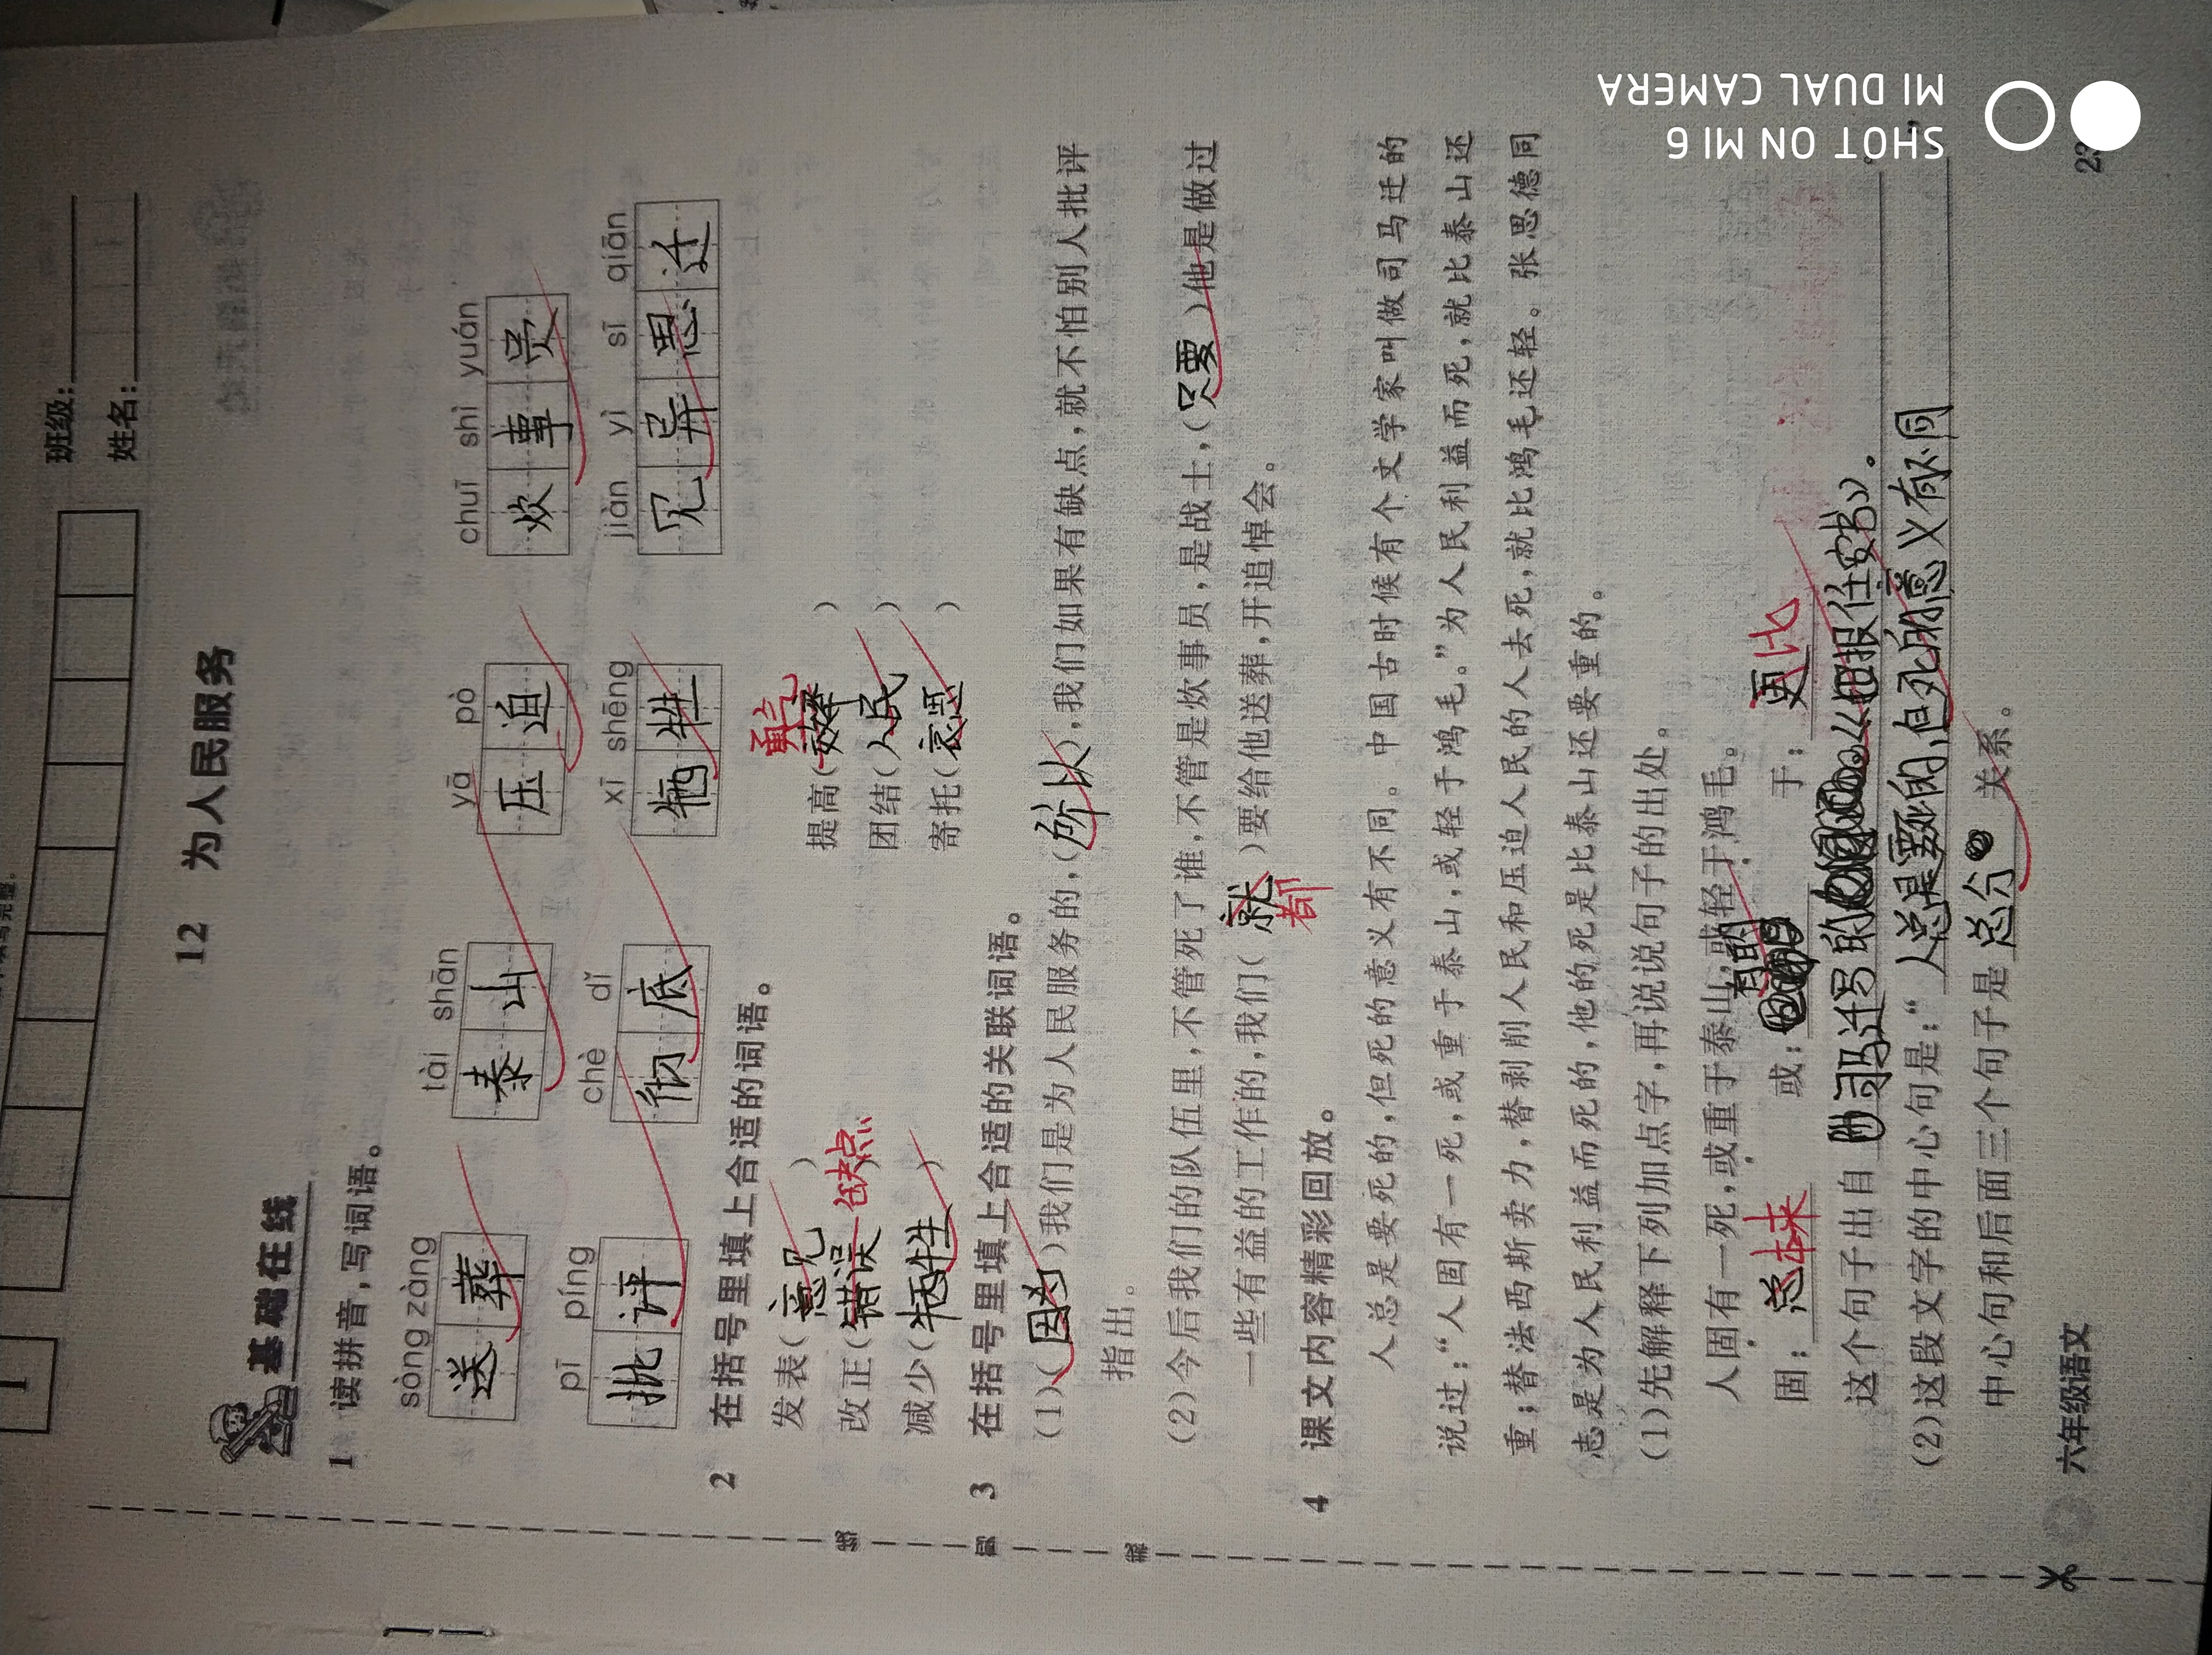 班级：
姓名：
12 为人民服务
基础在线
1 读拼音，写词语。
sòng zàng tài shān yā pò chuī shì yuán
送葬 泰山 压迫 炊事员
pī píng chè dǐ xī shēng jiàn yì sī qiān
批评 彻底 牺牲 见异思迁
2 在括号里填上合适的词语。
发表（意见） 提高（效率）勇气
改正（错误）缺点 团结（人民）
减少（牺牲） 寄托（哀思）
3 在括号里填上合适的关联词语。
（1）（因为）我们是为人民服务的，（所以），我们如果有缺点，就不怕别人批评
指出。
（2）今后我们的队伍里，不管死了谁，不管是炊事员，是战士，（只要）他是做过
一些有益的工作的，我们（就）要给他送葬，开追悼会。
都
4 课文内容精彩回放。
人总是要死的，但死的意义有不同。中国古时候有个文学家叫做司马迁的
说过：“人固有一死，或重于泰山，或轻于鸿毛。”为人民利益而死，就比泰山还
重；替法西斯卖力，替剥削人民和压迫人民的人去死，就比鸿毛还轻。张思德同
志是为人民利益而死的，他的死是比泰山还要重的。
（1）先解释下列加点字，再说说句子的出处。
人固有一死，或重于泰山，或轻于鸿毛。
固：总本来 或：有的 于：更比
这个句子出自 司马迁写的《报任安书》。
（2）这段文字的中心句是：“人总是要死的，但死的意义有不同
中心句和后面三个句子是 总分 关系。
六年级语文
23
裁 剪 线
SHOT ON MI 6
MI DUAL CAMERA